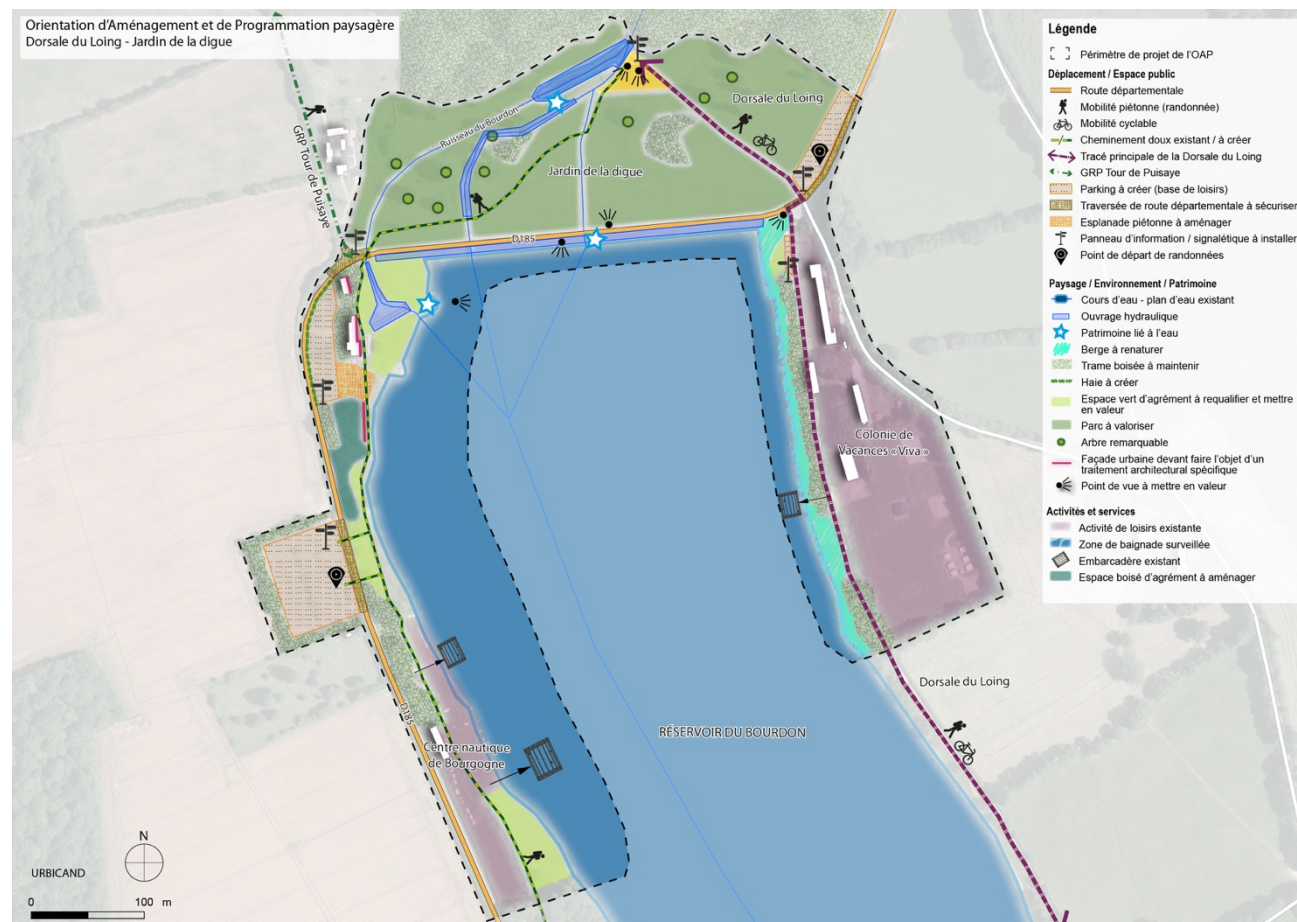 Orientation d'Aménagement et de Programmation paysagère
Dorsale du Loing - Jardin de la digue
Légende
Périmètre de projet de l'OAP
Déplacement / Espace public
Route départementale
Mobilité piétonne (randonnée)
Mobilité cyclable
Cheminement doux existant / à créer
Tracé principale de la Dorsale du Loing
GRP Tour de Puisaye
Parking à créer (base de loisirs)
Traversée de route départementale à sécuriser
Esplanade piétonne à aménager
Panneau d'information / signalétique à installer
Point de départ de randonnées
Paysage / Environnement / Patrimoine
Cours d'eau - plan d'eau existant
Ouvrage hydraulique
Patrimoine lié à l'eau
Berge à renaturer
Trame boisée à maintenir
Haie à créer
Espace vert d'agrément à requalifier et mettre
en valeur
Parc à valoriser
Arbre remarquable
Façade urbaine devant faire l'objet d'un
traitement architectural spécifique
Point de vue à mettre en valeur
Activités et services
Activité de loisirs existante
Zone de baignade surveillée
Embarcadère existant
Espace boisé d'agrément à aménager
Dorsale du Loing
Ruisseau du Bourdon
GRP Tour de Puisaye
Jardin de la digue
D185
Colonie de
Vacances « Viva »
Dorsale du Loing
D185
RÉSERVOIR DU BOURDON
Centre nautique
de Bourgogne
N
URBICAND
0 100 m